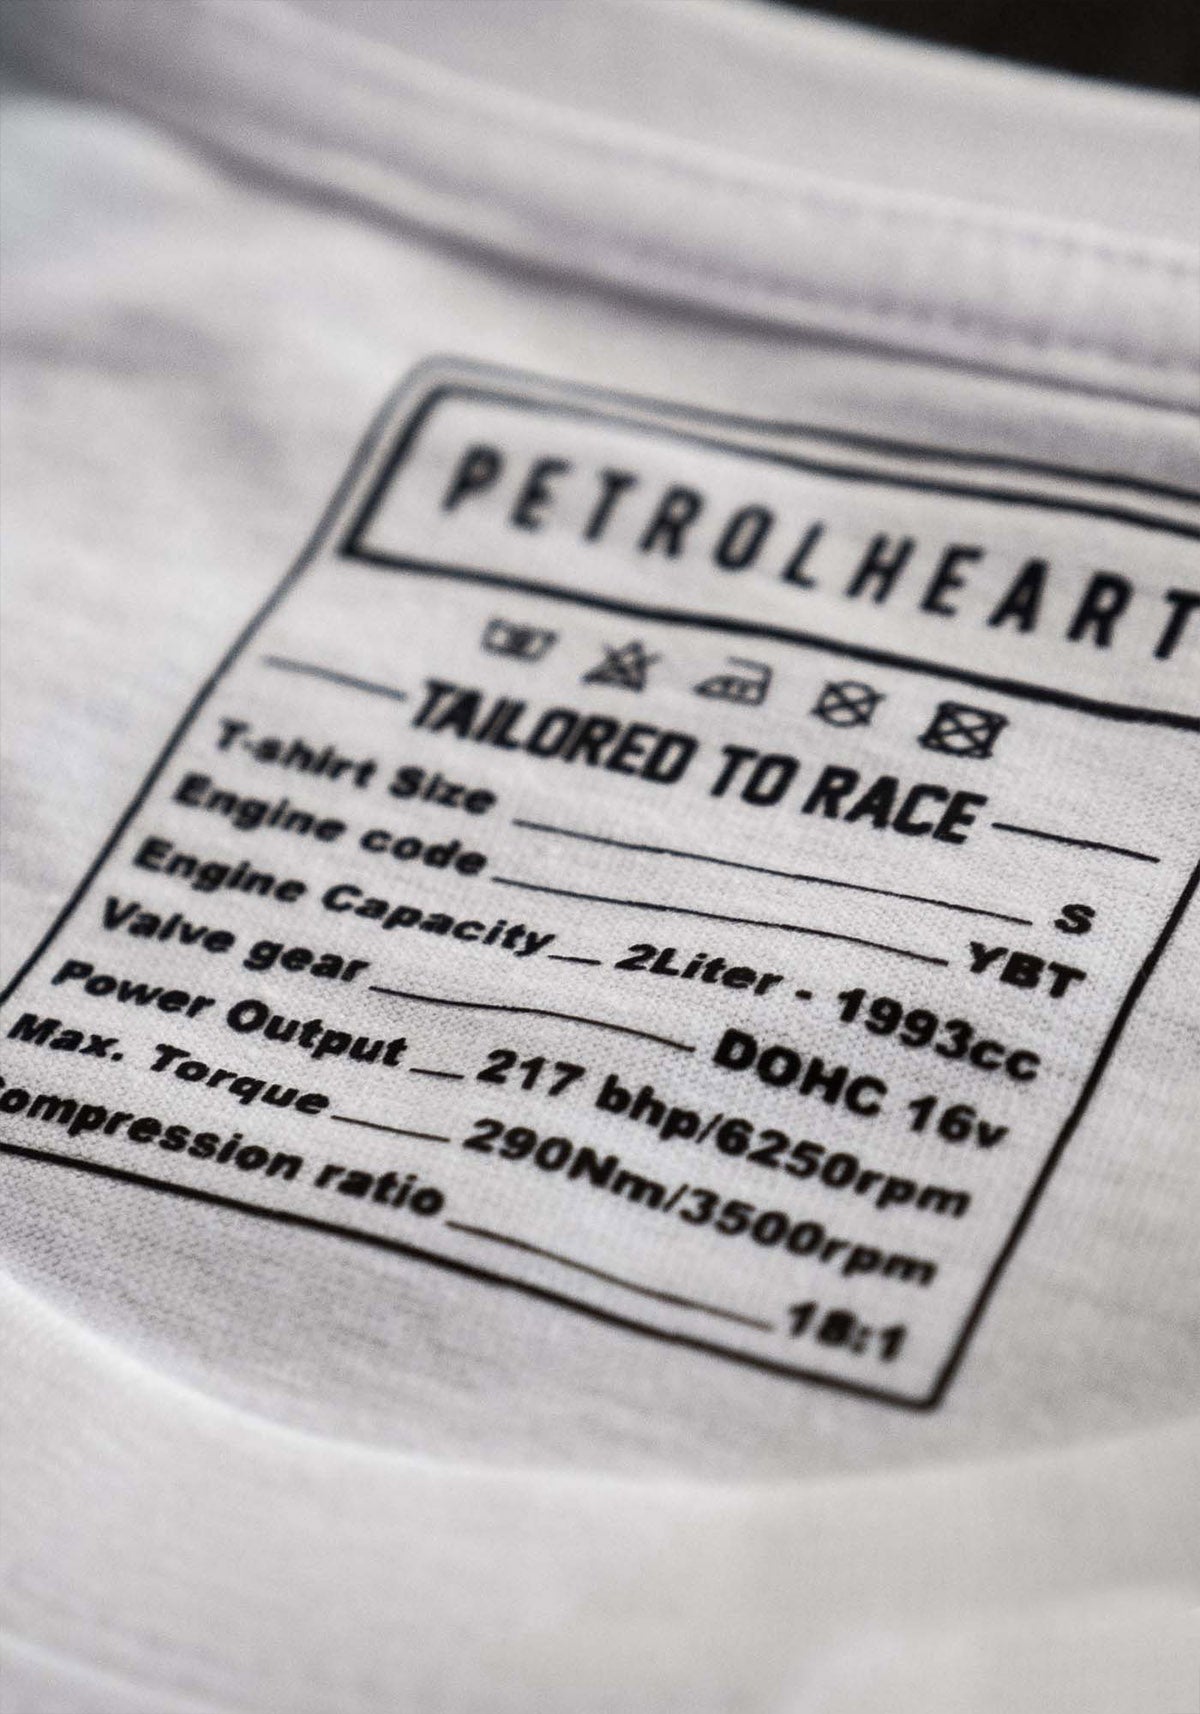 PETROLHEART
TAILORED TO RACE
T-shirt Size S
Engine code YBT
Engine Capacity 2Liter - 1993cc
Valve gear DOHC 16v
Power Output 217 bhp/6250rpm
Max. Torque 290Nm/3500rpm
ompression ratio 18:1